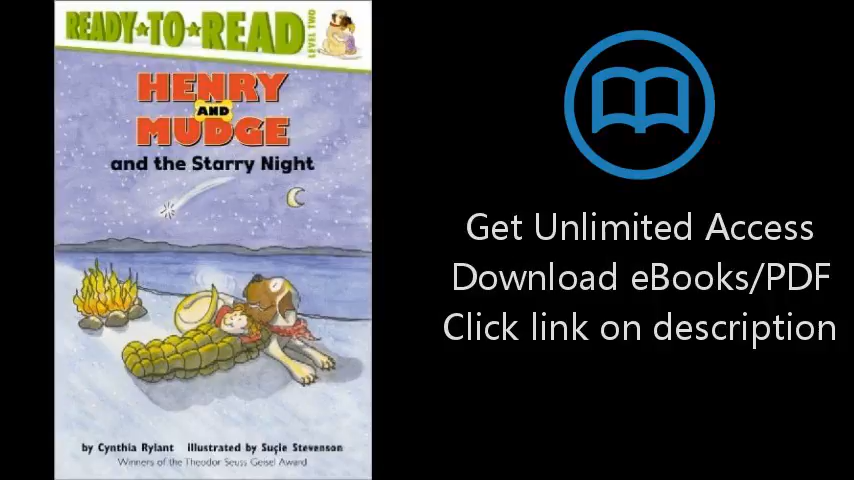 READY★TO★READ
LEVEL TWO
HENRY
AND
MUDGE
and the Starry Night
by Cynthia Rylant illustrated by Suçie Stevenson
Winners of the Theodor Seuss Geisel Award
Get Unlimited Access
Download eBooks/PDF
Click link on description